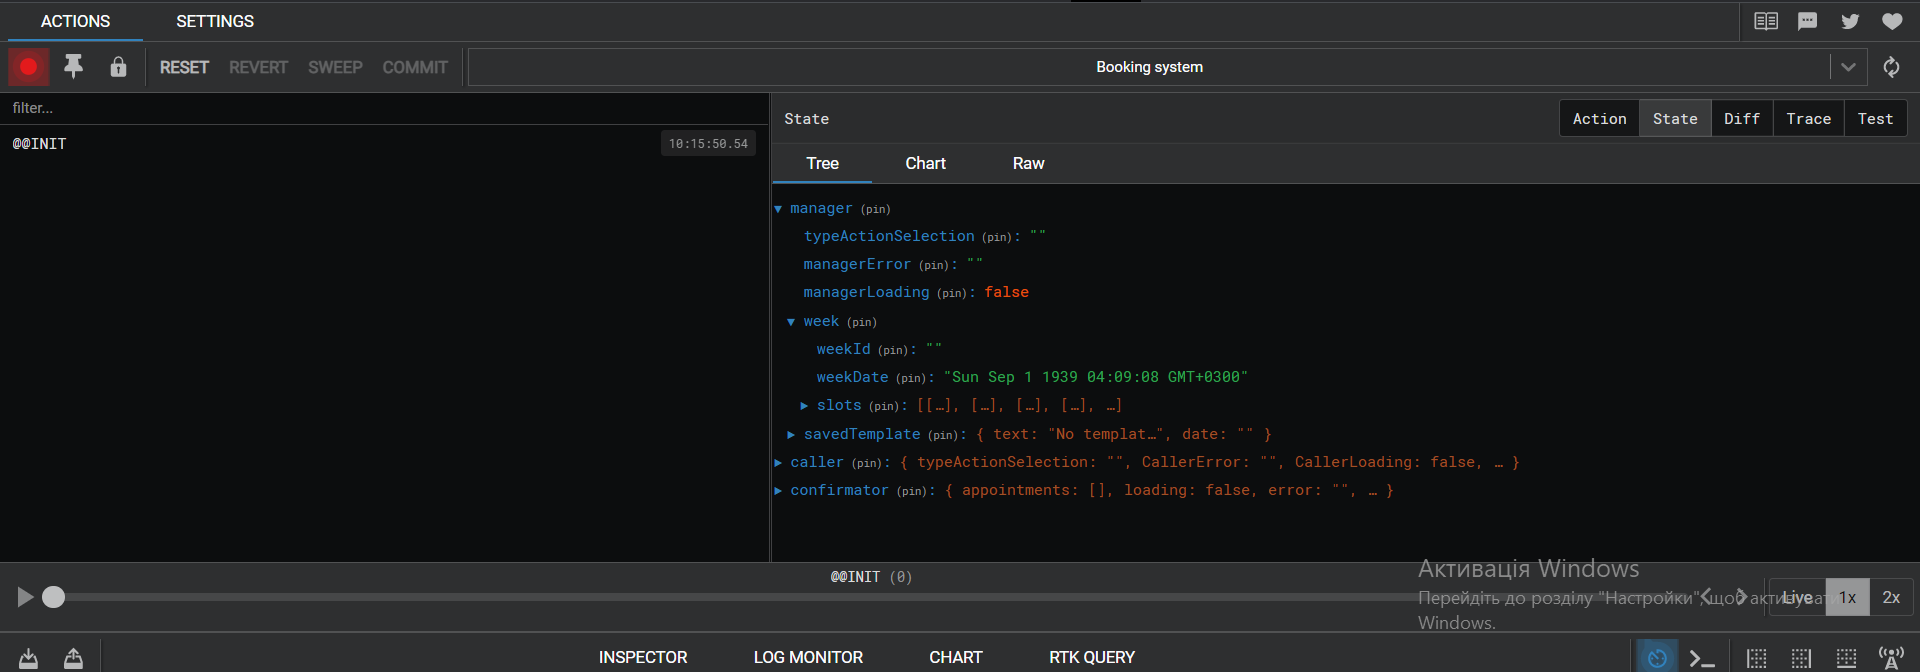 ACTIONS SETTINGS
RESET REVERT SWEEP COMMIT Booking system
filter...
@@INIT 10:15:50.54
State Action State Diff Trace Test
Tree Chart Raw
manager (pin)
typeActionSelection (pin): ""
managerError (pin): ""
managerLoading (pin): false
week (pin)
weekId (pin): ""
weekDate (pin): "Sun Sep 1 1939 04:09:08 GMT+0300"
slots (pin): [[…], […], […], […], …]
savedTemplate (pin): { text: "No templat…", date: "" }
caller (pin): { typeActionSelection: "", CallerError: "", CallerLoading: false, … }
confirmator (pin): { appointments: [], loading: false, error: "", … }
@@INIT (0)
Live 1x 2x
Активація Windows
Перейдіть до розділу "Настройки", щоб активувати
Windows.
INSPECTOR LOG MONITOR CHART RTK QUERY